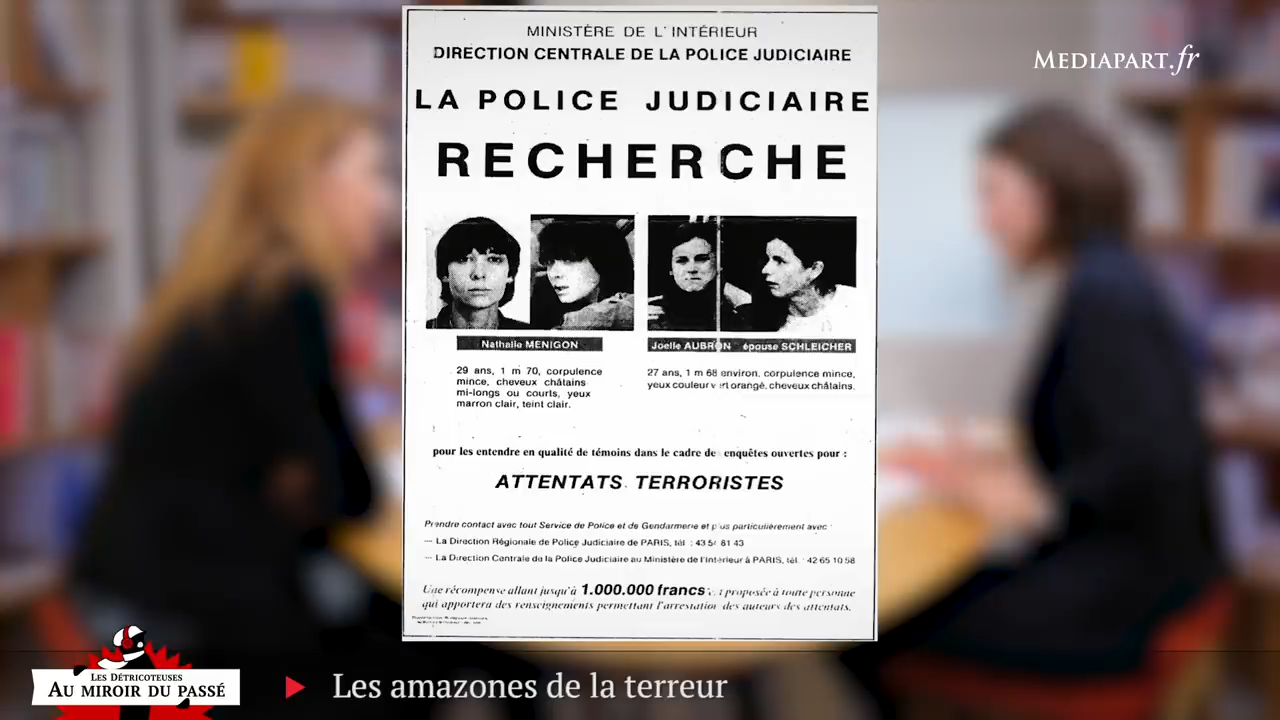 MINISTÈRE DE L'INTÉRIEUR
DIRECTION CENTRALE DE LA POLICE JUDICIAIRE
MEDIAPART.fr
LA POLICE JUDICIAIRE
RECHERCHE
Nathalie MENIGON
Joelle AUBRON épouse SCHLEICHER
29 ans, 1 m 70, corpulence
mince, cheveux châtains
mi-longs ou courts, yeux
marron clair, teint clair.
27 ans, 1 m 68 environ, corpulence mince,
yeux couleur orangé, cheveux châtains.
pour les entendre en qualité de témoins dans le cadre de enquêtes ouvertes pour :
ATTENTATS TERRORISTES
Prendre contact avec tout Service de Police et de Gendarmerie et plus particulièrement avec
— La Direction Régionale de Police Judiciaire de PARIS, tél : 81 43
— La Direction Centrale de la Police Judiciaire au Ministère de l'Intérieur à PARIS, tél. 42 65 10 58
Une récompense allant jusqu'à 1.000.000 francs proposée à toute personne
qui apportera des renseignements permettant l'arrestation des auteurs des attentats.
LES DÉTRICOTEUSES
AU MIROIR DU PASSÉ
Les amazones de la terreur